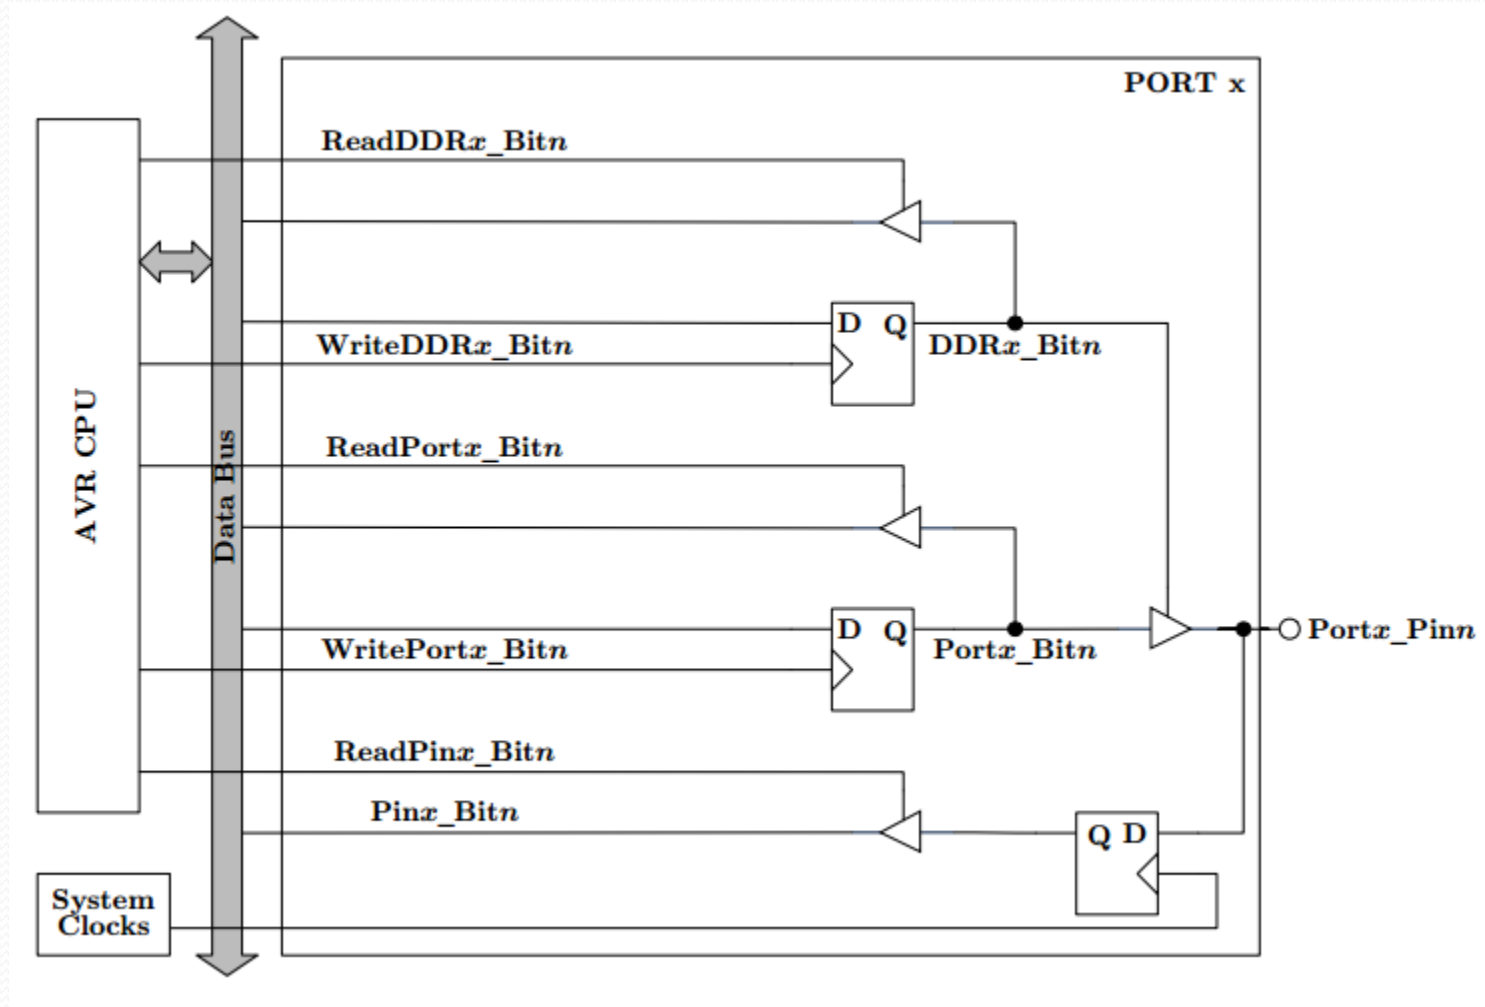 PORT x
ReadDDRx_Bitn
D Q
WriteDDRx_Bitn
DDRx_Bitn
AVR CPU
Data Bus
ReadPortx_Bitn
D Q
WritePortx_Bitn
Portx_Bitn
Portx_Pinn
ReadPinx_Bitn
Pinx_Bitn
Q D
System
Clocks